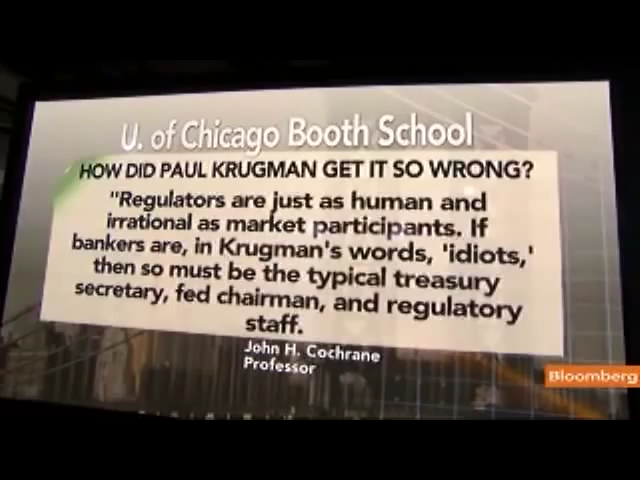 U. of Chicago Booth School
HOW DID PAUL KRUGMAN GET IT SO WRONG?
"Regulators are just as human and
irrational as market participants. If
bankers are, in Krugman's words, 'idiots,'
then so must be the typical treasury
secretary, fed chairman, and regulatory
staff.
John H. Cochrane
Professor
Bloomberg